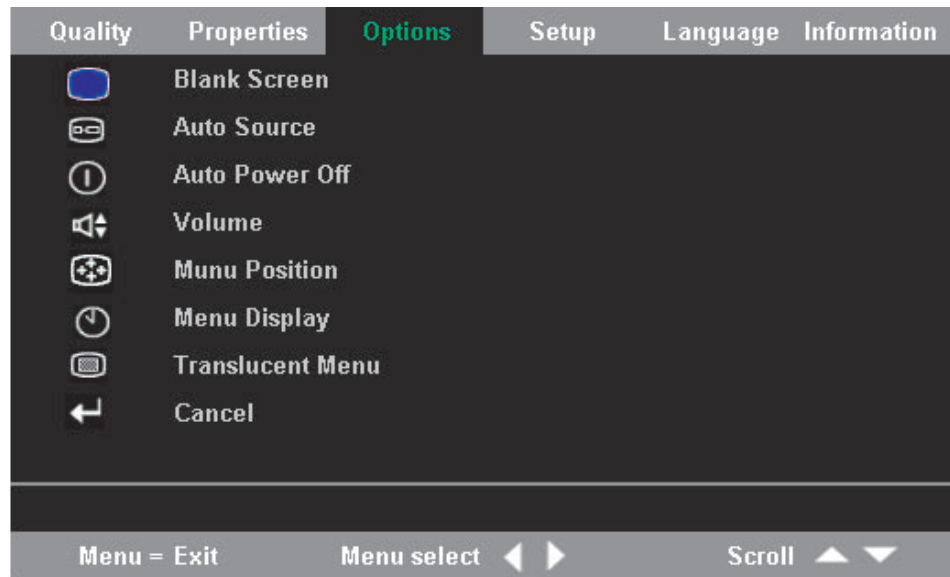 Quality Properties Options Setup Language Information
Blank Screen
Auto Source
Auto Power Off
Volume
Munu Position
Menu Display
Translucent Menu
Cancel
Menu = Exit Menu select Scroll